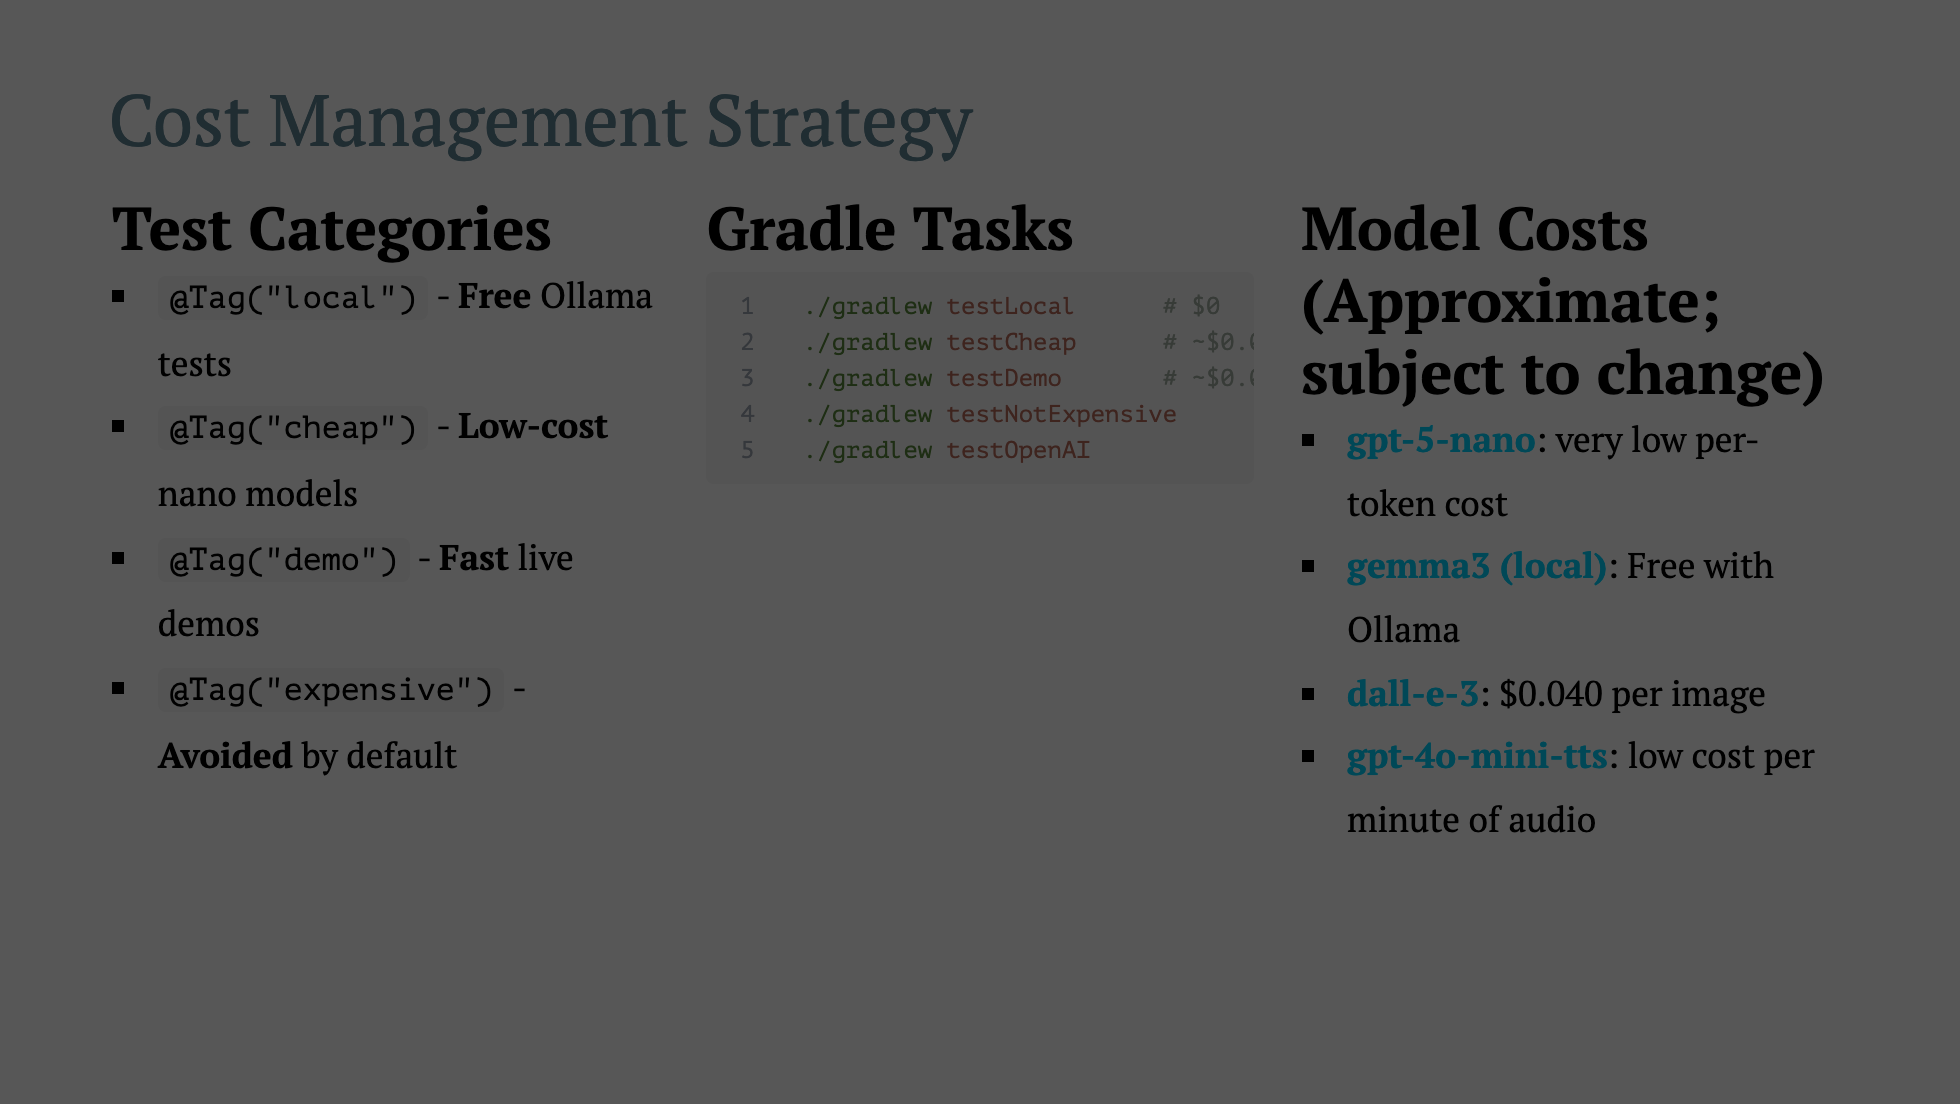 Cost Management Strategy
Test Categories
@Tag("local") - Free Ollama
tests
@Tag("cheap") - Low-cost
nano models
@Tag("demo") - Fast live
demos
@Tag("expensive") -
Avoided by default
Gradle Tasks
1 ./gradlew testLocal # $0
2 ./gradlew testCheap # ~$0.
3 ./gradlew testDemo # ~$0.
4 ./gradlew testNotExpensive
5 ./gradlew testOpenAI
Model Costs
(Approximate;
subject to change)
gpt-5-nano: very low per-
token cost
gemma3 (local): Free with
Ollama
dall-e-3: $0.040 per image
gpt-4o-mini-tts: low cost per
minute of audio